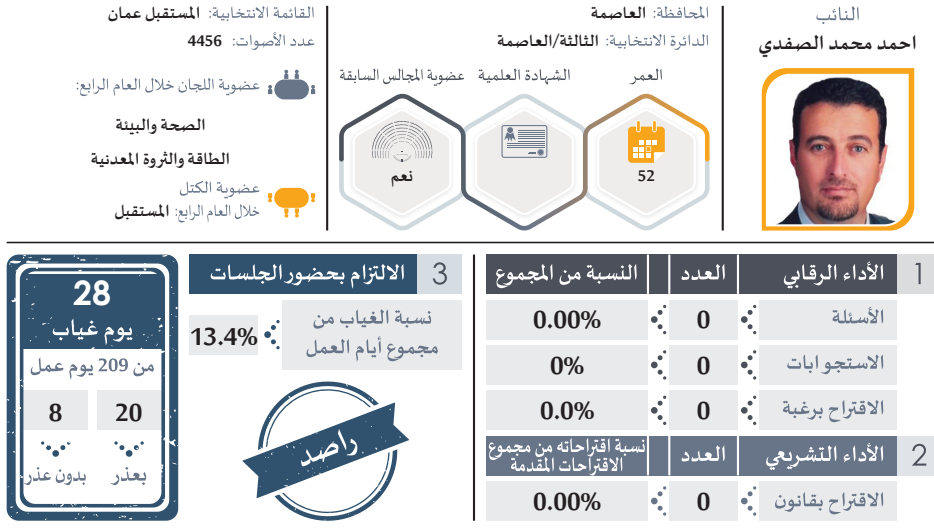 النائب
احمد محمد الصفدي
المحافظة: العاصمة
الدائرة الانتخابية: الثالثة/العاصمة
العمر
52
الشهادة العلمية
عضوية المجالس السابقة
نعم
القائمة الانتخابية: المستقبل عمان
عدد الأصوات: 4456
عضوية اللجان خلال العام الرابع:
الصحة والبيئة
الطاقة والثروة المعدنية
عضوية الكتل
خلال العام الرابع: المستقبل
1 الأداء الرقابي العدد النسبة من المجموع
الأسئلة 0 0.00%
الاستجوابات 0 0%
الاقتراح برغبة 0 0.0%
2 الأداء التشريعي العدد نسبة اقتراحاته من مجموع
الاقتراحات المقدمة
الاقتراح بقانون 0 0.00%
3 الالتزام بحضور الجلسات
نسبة الغياب من
مجموع أيام العمل
13.4%
راصد
28
يوم غياب
من 209 يوم عمل
20 8
بعذر بدون عذر